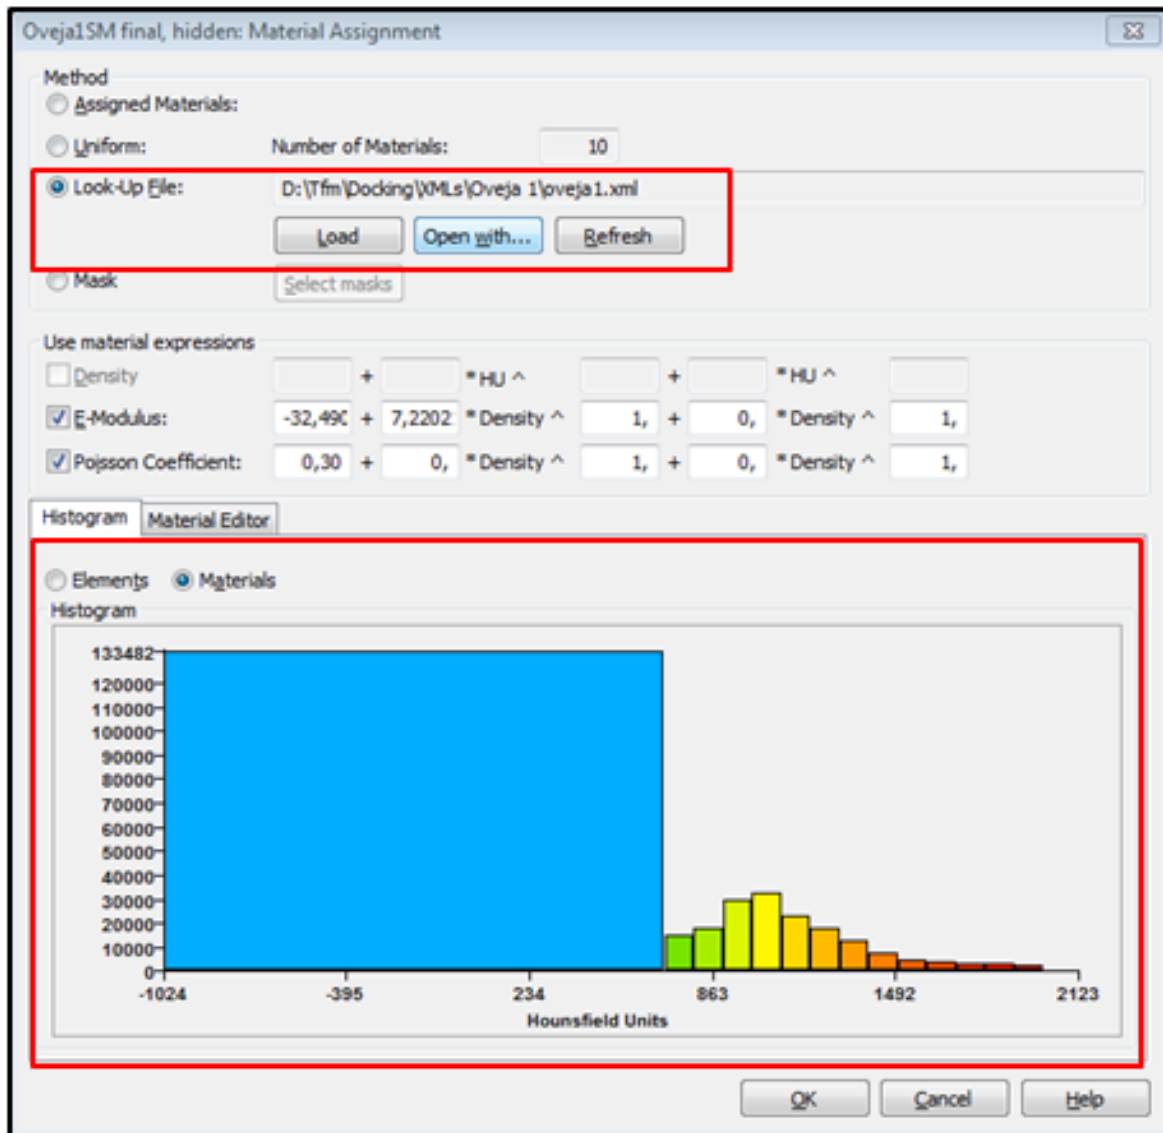 Oveja1SM final, hidden: Material Assignment
Method
Assigned Materials:
Uniform: Number of Materials: 10
Look-Up File: D:\Tfm\Docking\XMLs\Oveja 1\oveja1.xml
Load Open with... Refresh
Mask Select masks
Use material expressions
Density + * HU ^ + * HU ^
E-Modulus: -32,490 + 7,2202 * Density ^ 1, + 0, * Density ^ 1,
Poisson Coefficient: 0,30 + 0, * Density ^ 1, + 0, * Density ^ 1,
Histogram Material Editor
Elements Materials
Histogram
133482
120000
110000
100000
90000
80000
70000
60000
50000
40000
30000
20000
10000
0
-1024 -395 234 863 1492 2123
Hounsfield Units
OK Cancel Help